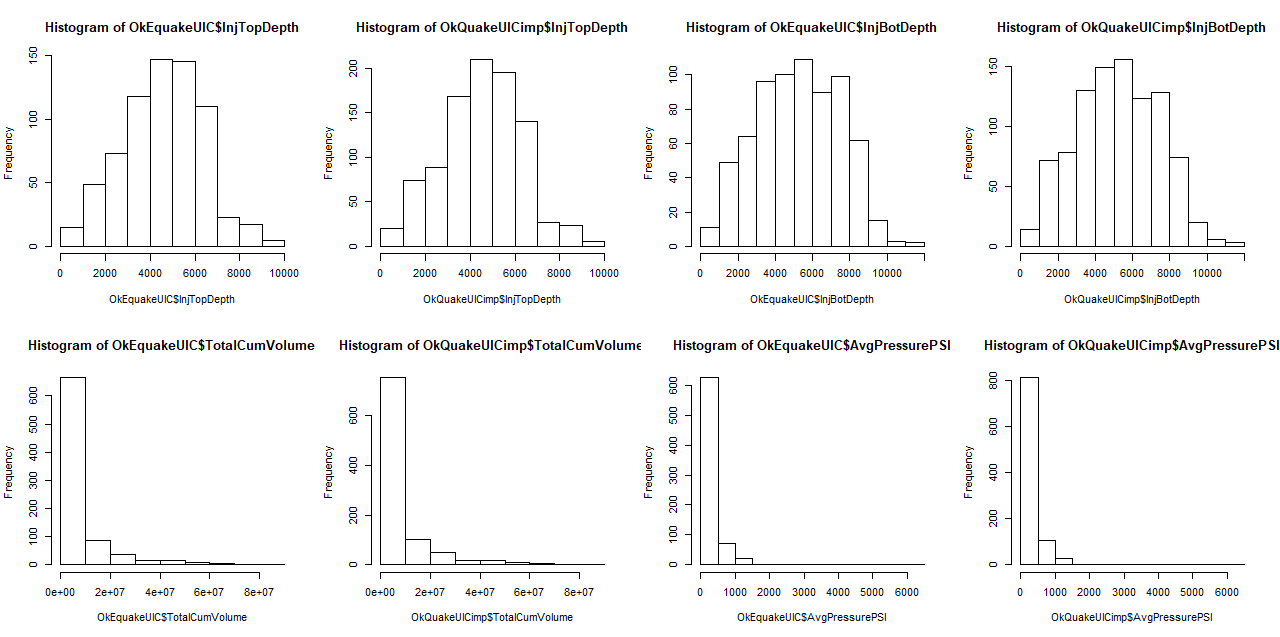 Histogram of OkEquakeUIC$InjTopDepth
Frequency
0 50 100 150
0 2000 4000 6000 8000 10000
OkEquakeUIC$InjTopDepth
Histogram of OkQuakeUICimp$InjTopDepth
Frequency
0 50 100 150 200
0 2000 4000 6000 8000 10000
OkQuakeUICimp$InjTopDepth
Histogram of OkEquakeUIC$InjBotDepth
Frequency
0 20 40 60 80 100
0 2000 4000 6000 8000 10000
OkEquakeUIC$InjBotDepth
Histogram of OkQuakeUICimp$InjBotDepth
Frequency
0 50 100 150
0 2000 4000 6000 8000 10000
OkQuakeUICimp$InjBotDepth
Histogram of OkEquakeUIC$TotalCumVolume
Frequency
0 100 200 300 400 500 600
0e+00 2e+07 4e+07 6e+07 8e+07
OkEquakeUIC$TotalCumVolume
Histogram of OkQuakeUICimp$TotalCumVolume
Frequency
0 200 400 600
0e+00 2e+07 4e+07 6e+07 8e+07
OkQuakeUICimp$TotalCumVolume
Histogram of OkEquakeUIC$AvgPressurePSI
Frequency
0 100 200 300 400 500 600
0 1000 2000 3000 4000 5000 6000
OkEquakeUIC$AvgPressurePSI
Histogram of OkQuakeUICimp$AvgPressurePSI
Frequency
0 200 400 600 800
0 1000 2000 3000 4000 5000 6000
OkQuakeUICimp$AvgPressurePSI